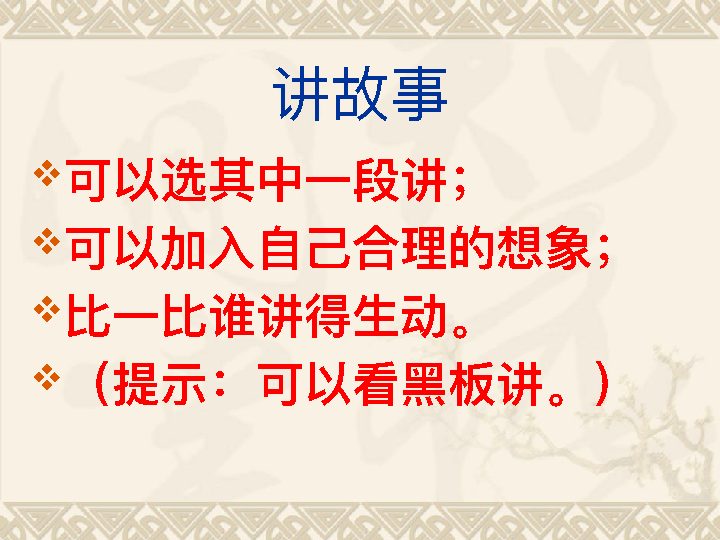 讲故事
可以选其中一段讲；
可以加入自己合理的想象；
比一比谁讲得生动。
（提示：可以看黑板讲。）